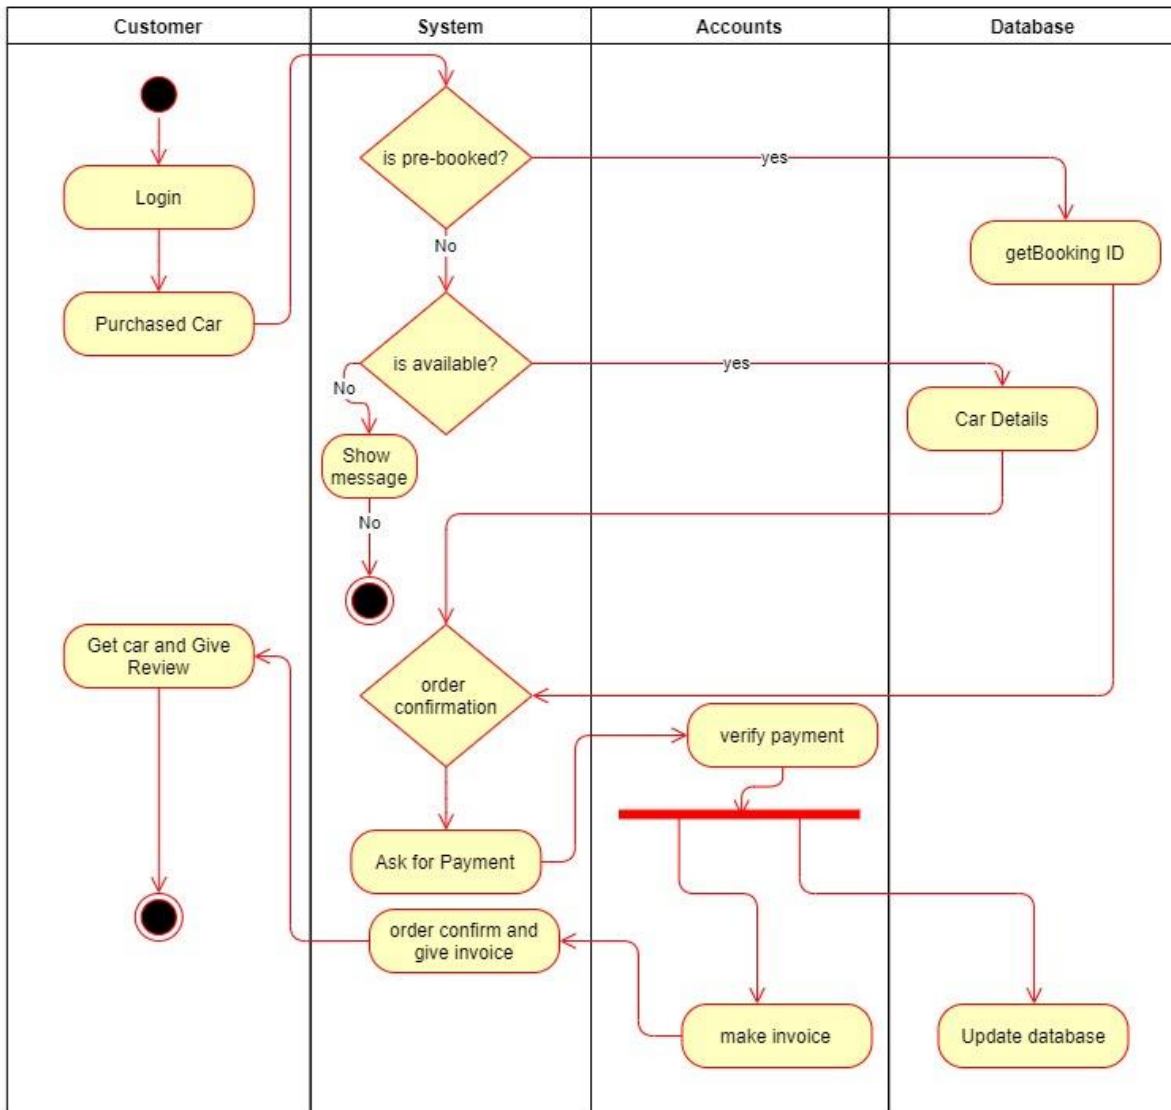 Customer
System
Accounts
Database
is pre-booked?
yes
Login
No
getBooking ID
Purchased Car
is available?
yes
No
Car Details
Show
message
No
Get car and Give
Review
order
confirmation
verify payment
Ask for Payment
order confirm and
give invoice
make invoice
Update database